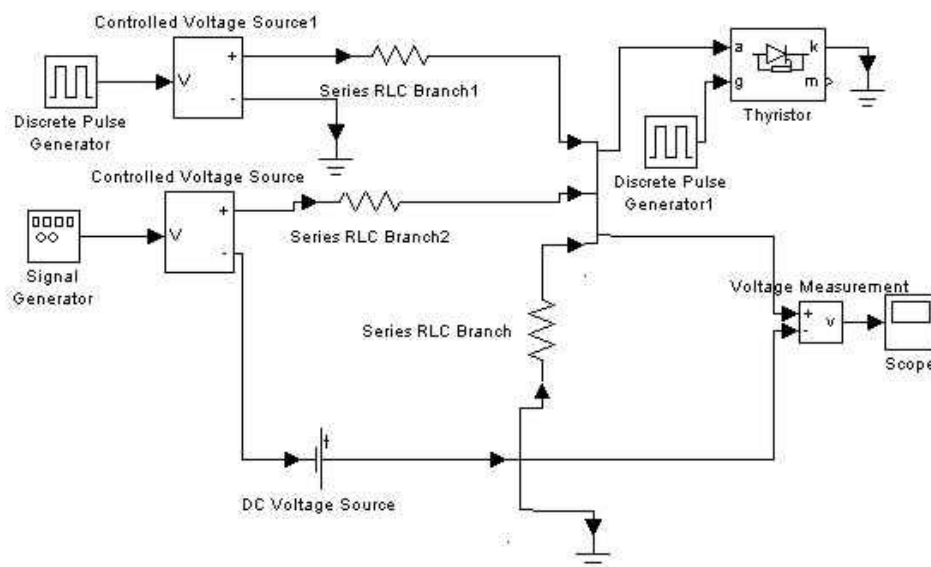 Controlled Voltage Source1
V
+
-
Discrete Pulse
Generator
Series RLC Branch1
a
k
g
m
Thyristor
Discrete Pulse
Generator1
Controlled Voltage Source
V
+
-
Signal
Generator
Series RLC Branch2
Series RLC Branch
Voltage Measurement
+
-
v
Scope
DC Voltage Source